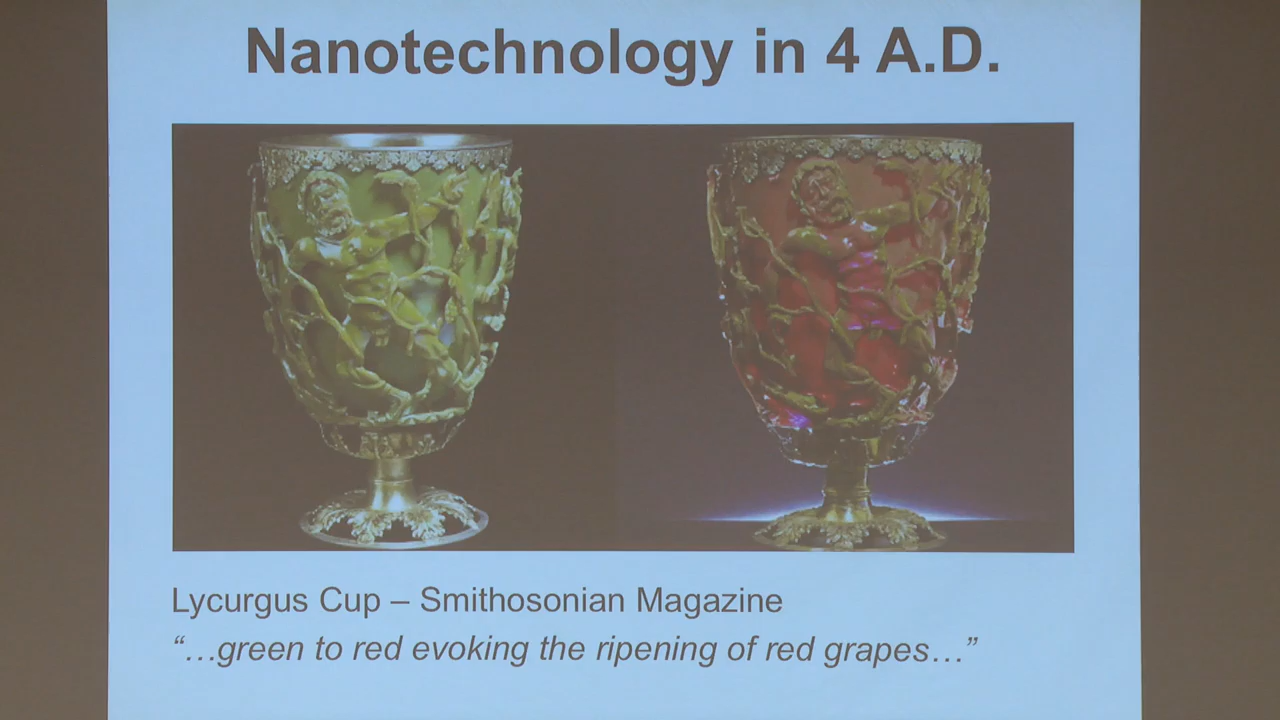 Nanotechnology in 4 A.D.
Lycurgus Cup – Smithosonian Magazine
“…green to red evoking the ripening of red grapes…”